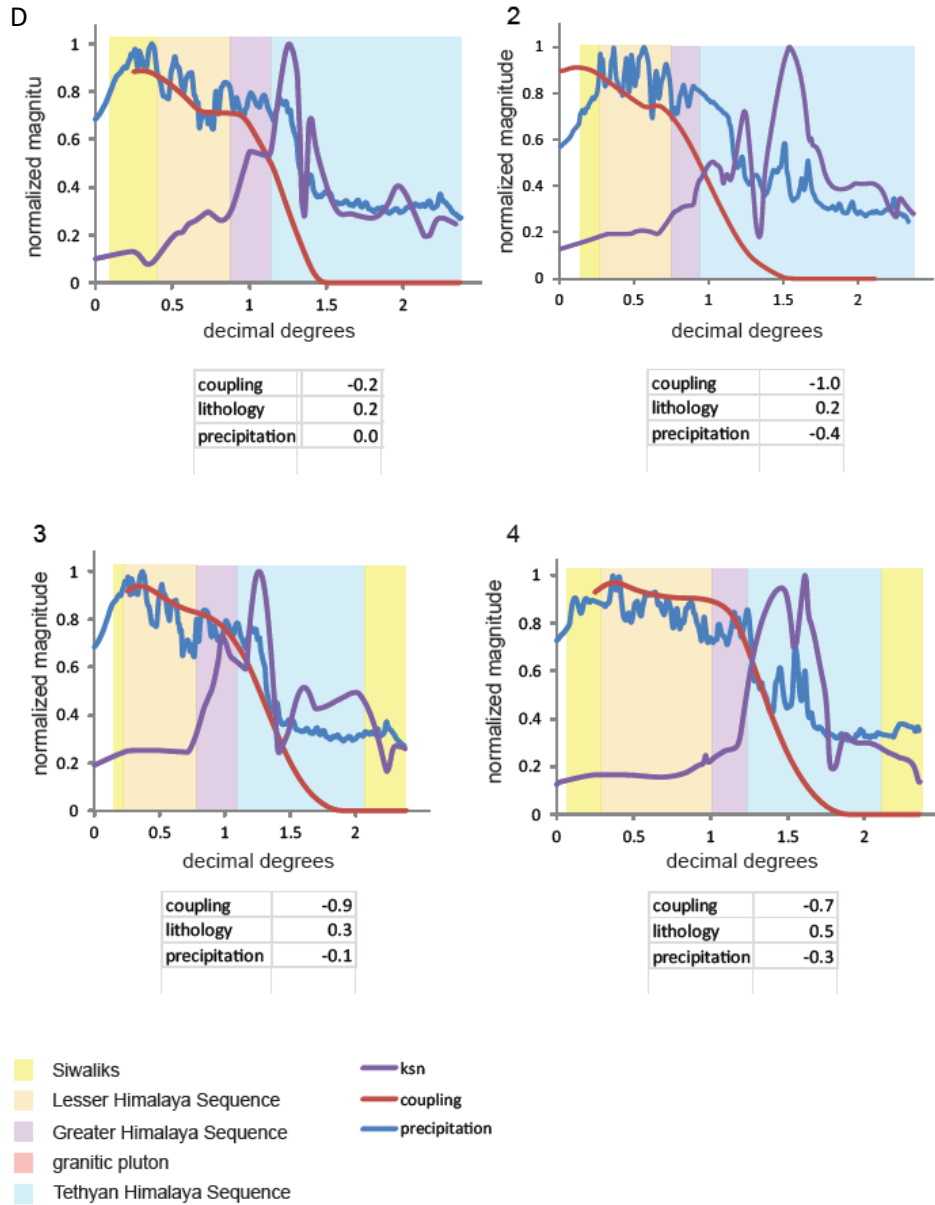 D
normalized magnitu
1
0.8
0.6
0.4
0.2
0
0 0.5 1 1.5 2
decimal degrees
coupling -0.2
lithology 0.2
precipitation 0.0
2
normalized magnitude
1
0.8
0.6
0.4
0.2
0
0 0.5 1 1.5 2
decimal degrees
coupling -1.0
lithology 0.2
precipitation -0.4
3
normalized magnitude
1
0.8
0.6
0.4
0.2
0
0 0.5 1 1.5 2
decimal degrees
coupling -0.9
lithology 0.3
precipitation -0.1
4
normalized magnitude
1
0.8
0.6
0.4
0.2
0
0 0.5 1 1.5 2
decimal degrees
coupling -0.7
lithology 0.5
precipitation -0.3
Siwaliks
Lesser Himalaya Sequence
Greater Himalaya Sequence
granitic pluton
Tethyan Himalaya Sequence
ksn
coupling
precipitation